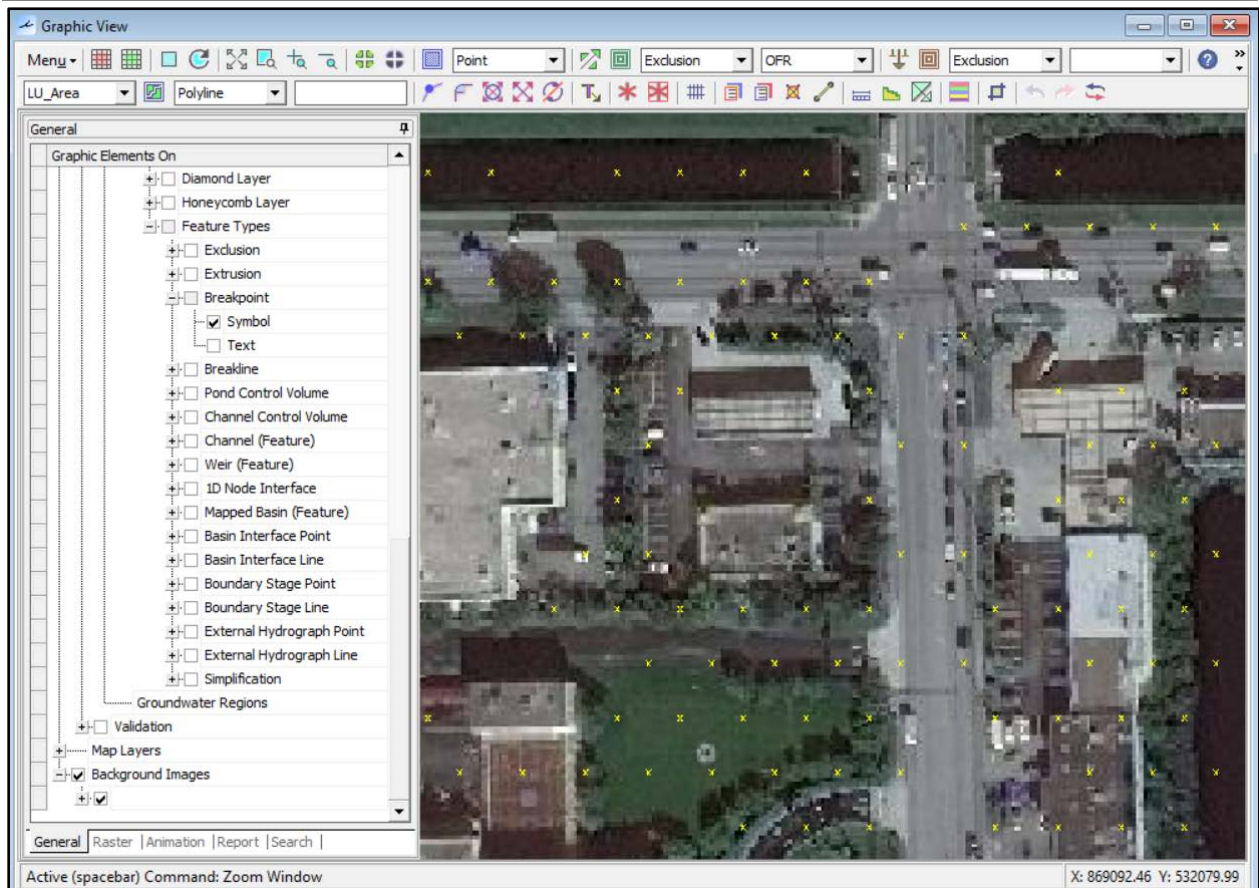 Graphic View
Menu Point Exclusion OFR Exclusion
LU_Area Polyline
General
Graphic Elements On
Diamond Layer
Honeycomb Layer
Feature Types
Exclusion
Extrusion
Breakpoint
Symbol
Text
Breakline
Pond Control Volume
Channel Control Volume
Channel (Feature)
Weir (Feature)
1D Node Interface
Mapped Basin (Feature)
Basin Interface Point
Basin Interface Line
Boundary Stage Point
Boundary Stage Line
External Hydrograph Point
External Hydrograph Line
Simplification
Groundwater Regions
Validation
Map Layers
Background Images
General Raster |Animation |Report |Search |
Active (spacebar) Command: Zoom Window X: 869092.46 Y: 532079.99